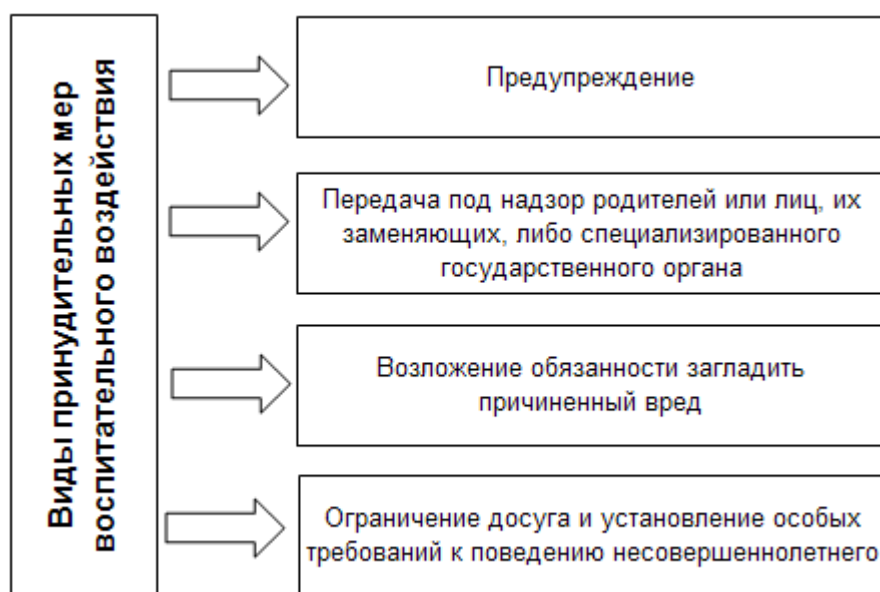 Виды принудительных мер
воспитательного воздействия
Предупреждение
Передача под надзор родителей или лиц, их
заменяющих, либо специализированного
государственного органа
Возложение обязанности загладить
причиненный вред
Ограничение досуга и установление особых
требований к поведению несовершеннолетнего